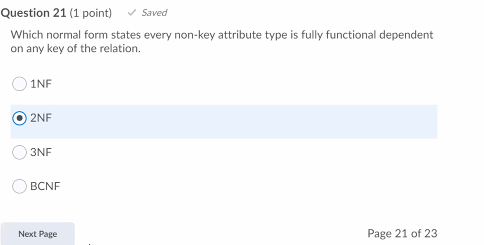 Question 21 (1 point) ✓ Saved
Which normal form states every non-key attribute type is fully functional dependent
on any key of the relation.
1NF
2NF
3NF
BCNF
Next Page Page 21 of 23